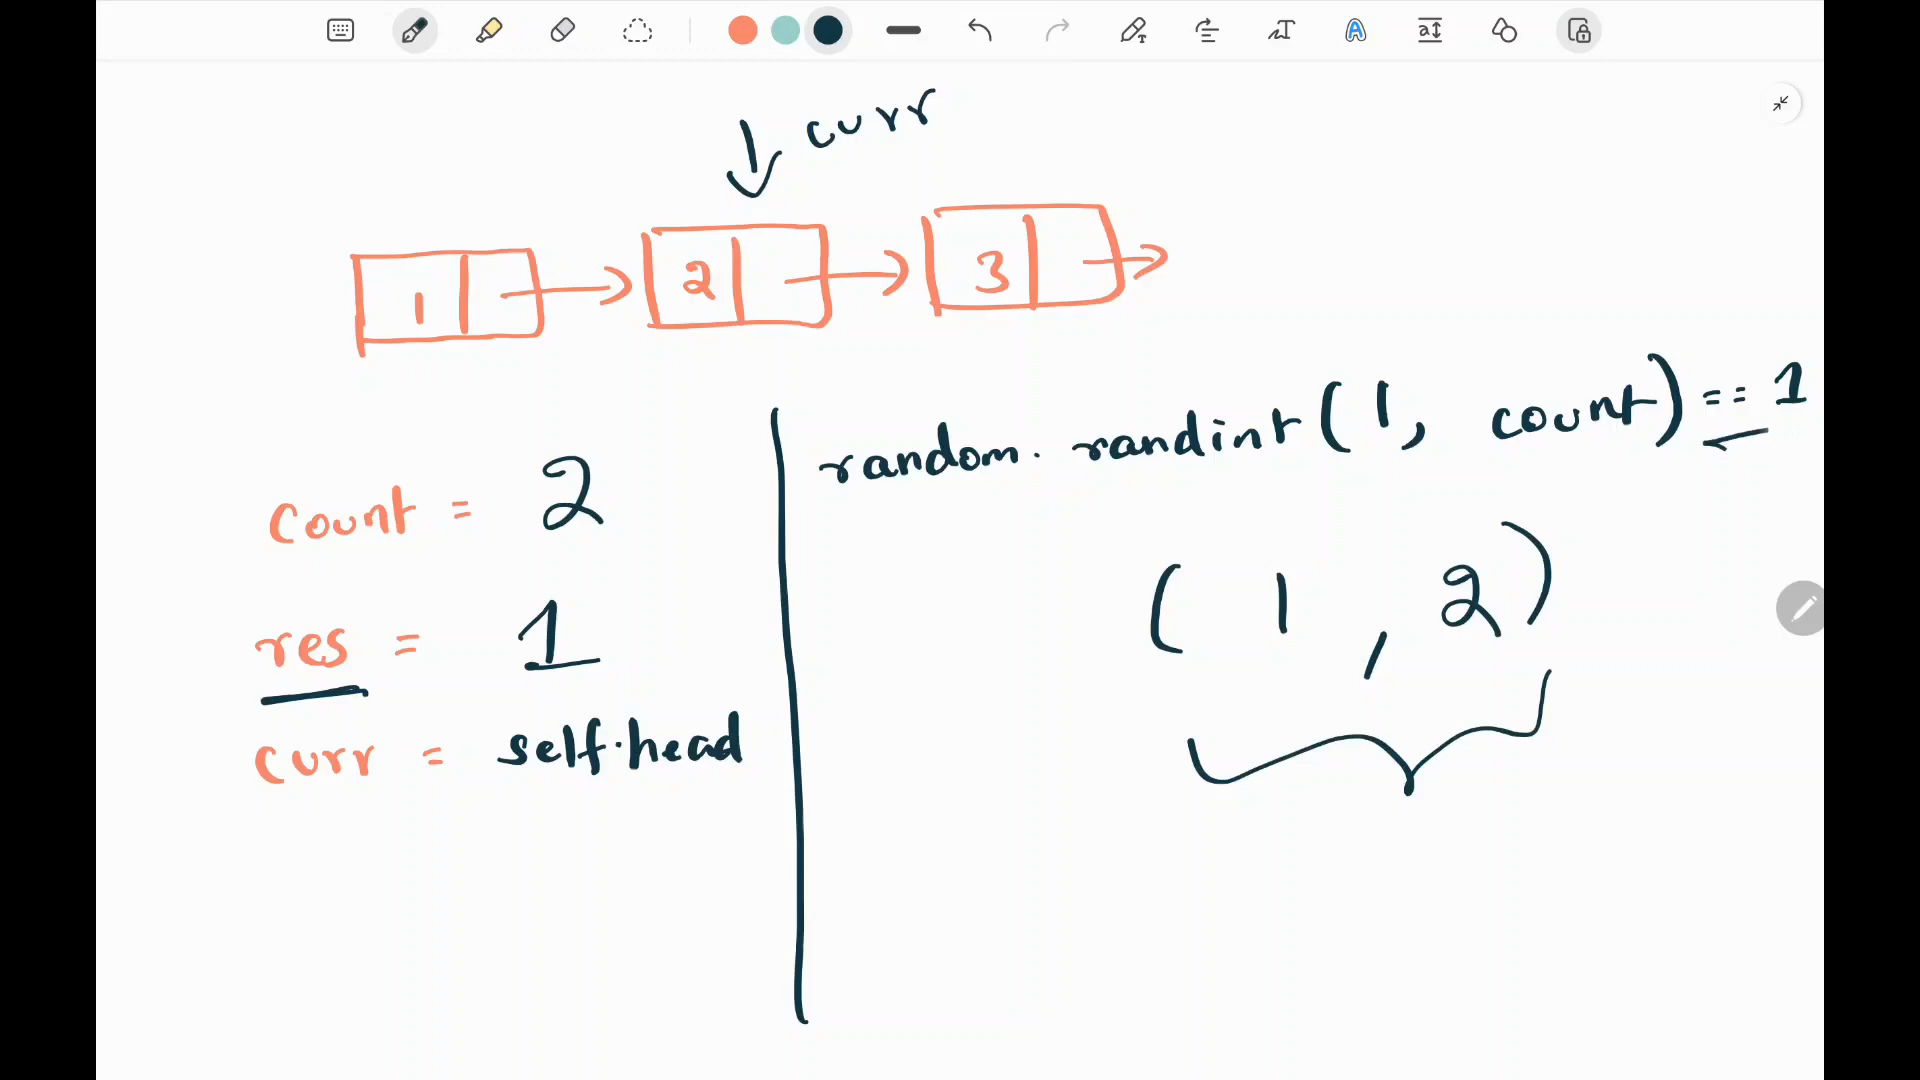 curr
1 2 3
random. randint(1, count) == 1
count = 2
(1, 2)
res = 1
curr = self.head